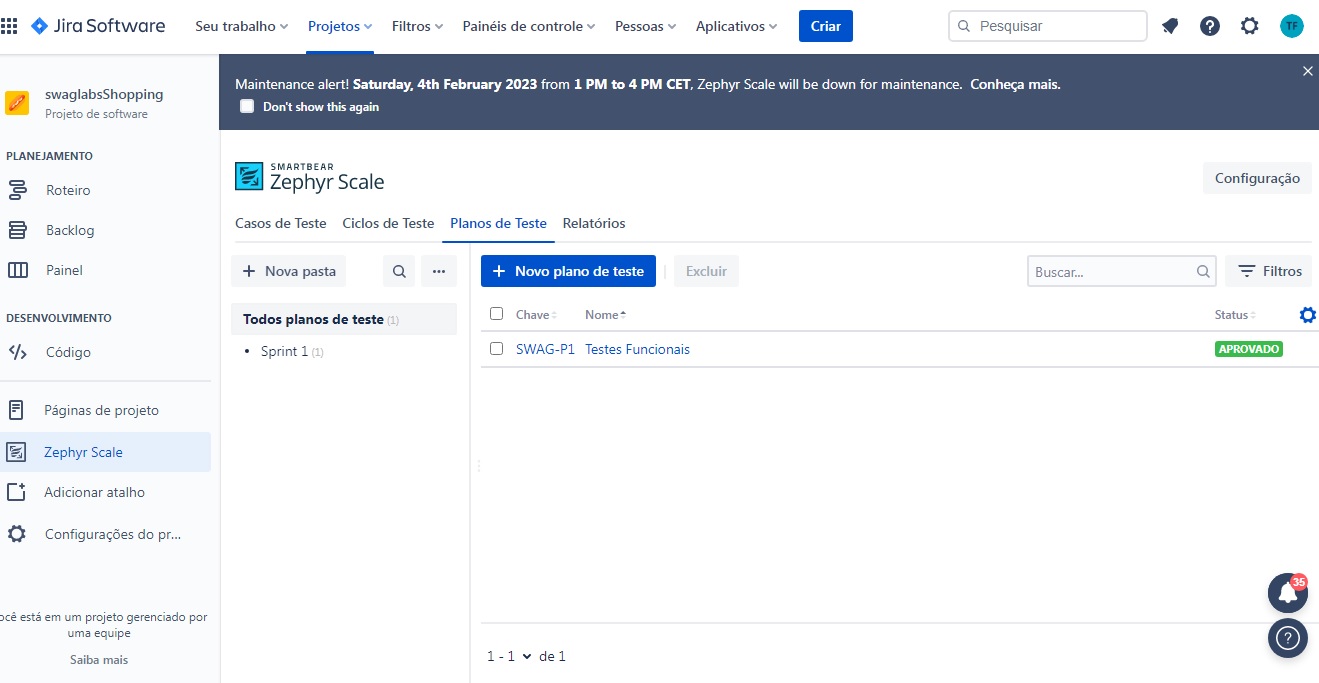 Jira Software
Seu trabalho Projetos Filtros Painéis de controle Pessoas Aplicativos Criar Pesquisar TF
swaglabsShopping
Projeto de software
PLANEJAMENTO
Roteiro
Backlog
Painel
DESENVOLVIMENTO
Código
Páginas de projeto
Zephyr Scale
Adicionar atalho
Configurações do pr...
ocê está em um projeto gerenciado por
uma equipe
Saiba mais
Maintenance alert! Saturday, 4th February 2023 from 1 PM to 4 PM CET, Zephyr Scale will be down for maintenance. Conheça mais.
Don't show this again
SMARTBEAR
Zephyr Scale
Configuração
Casos de Teste Ciclos de Teste Planos de Teste Relatórios
+ Nova pasta ...
Todos planos de teste (1)
• Sprint 1 (1)
+ Novo plano de teste Excluir Buscar... Filtros
Chave Nome Status
SWAG-P1 Testes Funcionais APROVADO
35
?
1 - 1 de 1